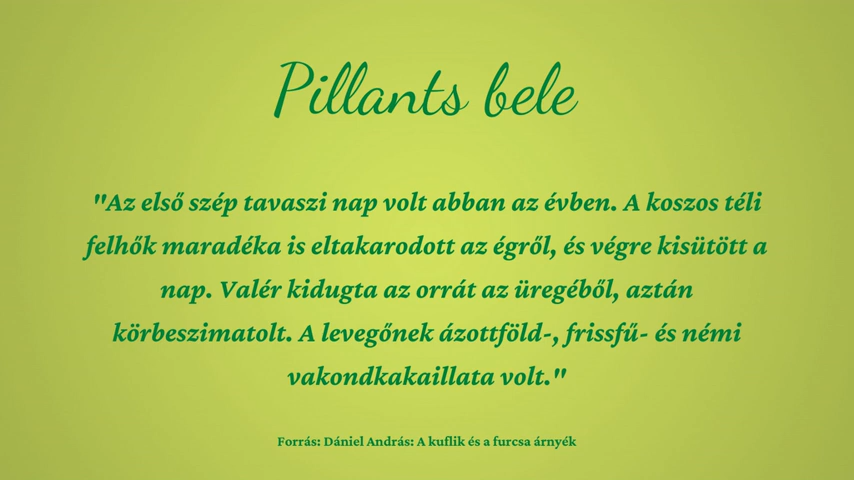 Pillants bele
"Az első szép tavaszi nap volt abban az évben. A koszos téli
felhők maradéka is eltakarodott az égről, és végre kisütött a
nap. Valér kidugta az orrát az üregéből, aztán
körbeszimatolt. A levegőnek ázottföld-, frissfű- és némi
vakondkakaillata volt."
Forrás: Dániel András: A kuflik és a furcsa árnyék